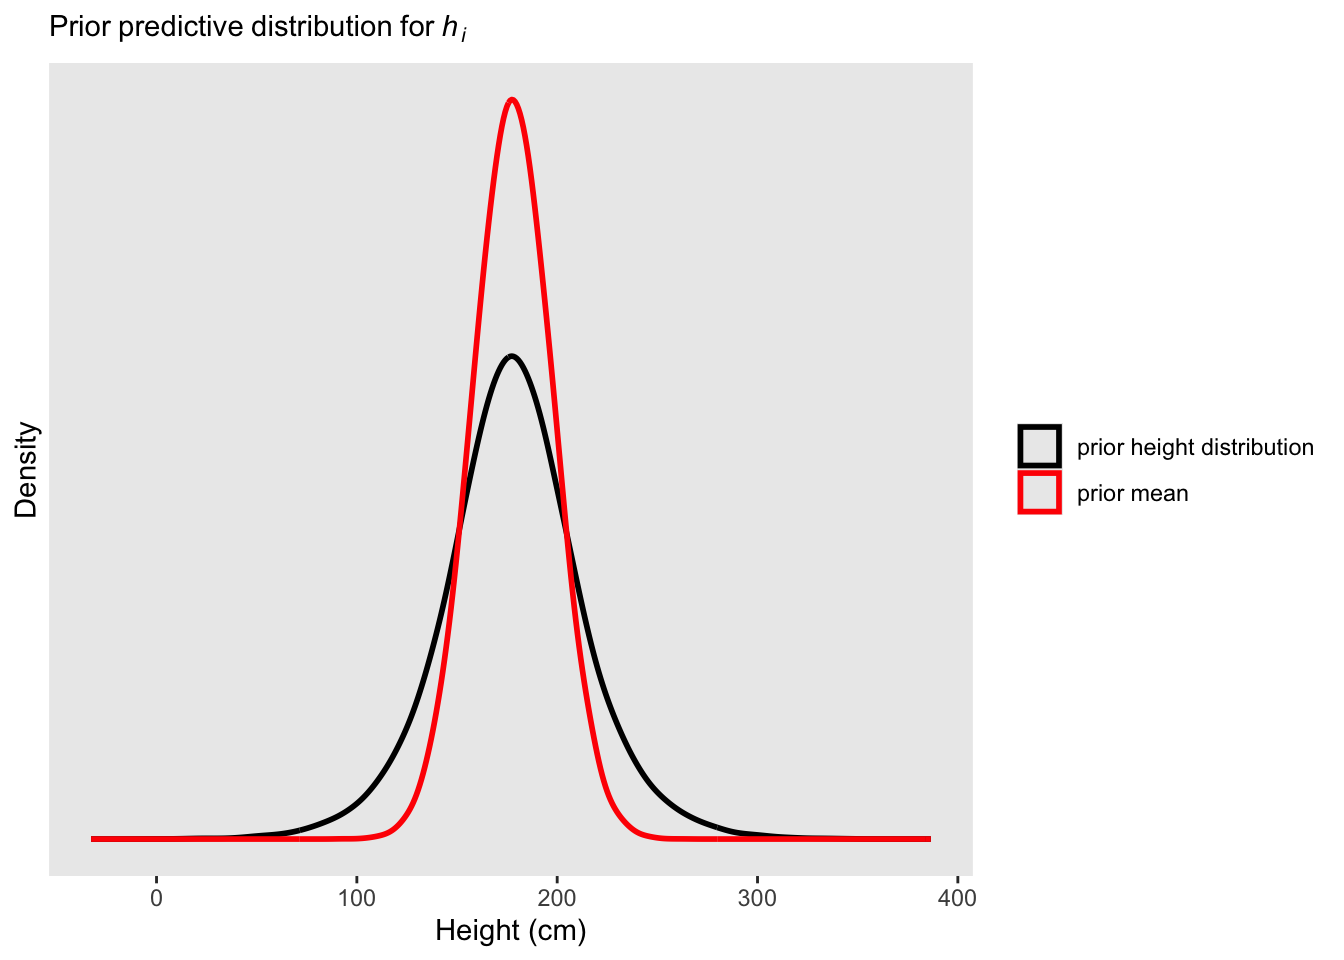 Prior predictive distribution for h i
Density
prior height distribution
prior mean
0 100 200 300 400
Height (cm)